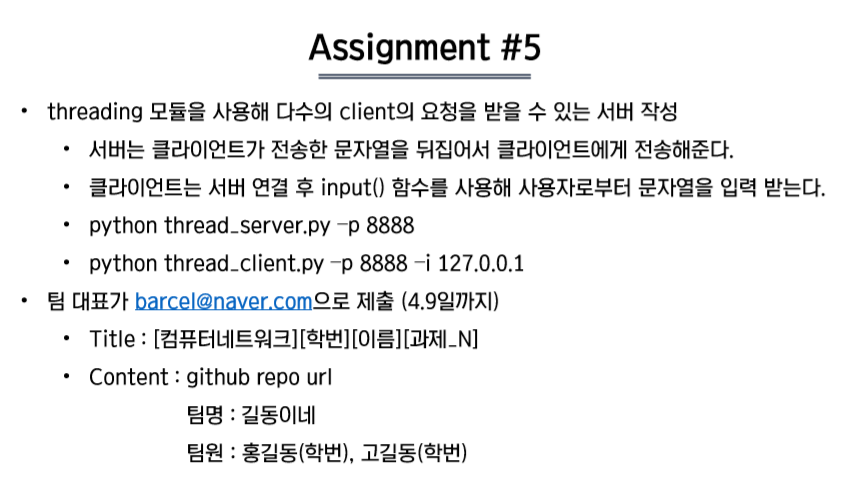 Assignment #5
• threading 모듈을 사용해 다수의 client의 요청을 받을 수 있는 서버 작성
• 서버는 클라이언트가 전송한 문자열을 뒤집어서 클라이언트에게 전송해준다.
• 클라이언트는 서버 연결 후 input() 함수를 사용해 사용자로부터 문자열을 입력 받는다.
• python thread_server.py –p 8888
• python thread_client.py –p 8888 –i 127.0.0.1
• 팀 대표가 barcel@naver.com으로 제출 (4.9일까지)
• Title : [컴퓨터네트워크][학번][이름][과제_N]
• Content : github repo url
팀명 : 길동이네
팀원 : 홍길동(학번), 고길동(학번)